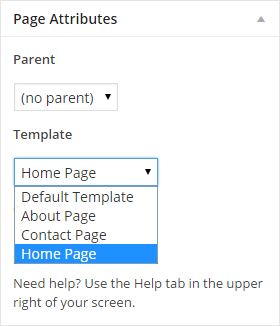 Page Attributes
Parent
(no parent)
Template
Home Page
Default Template
About Page
Contact Page
Home Page
Need help? Use the Help tab in the upper
right of your screen.